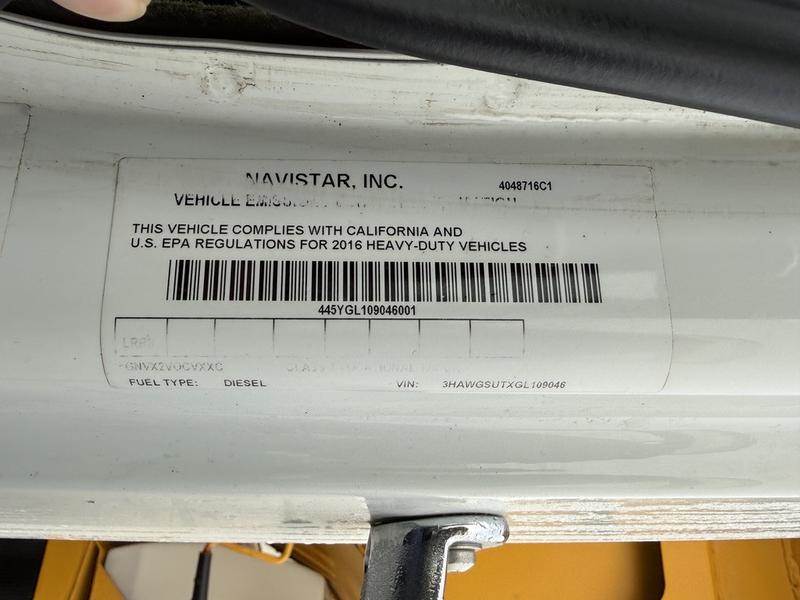 NAVISTAR, INC.
4048716C1
VEHICLE
THIS VEHICLE COMPLIES WITH CALIFORNIA AND
U.S. EPA REGULATIONS FOR 2016 HEAVY-DUTY VEHICLES
445YGL109046001
FUEL TYPE: DIESEL VIN: 3HAWGSUTXGL109046